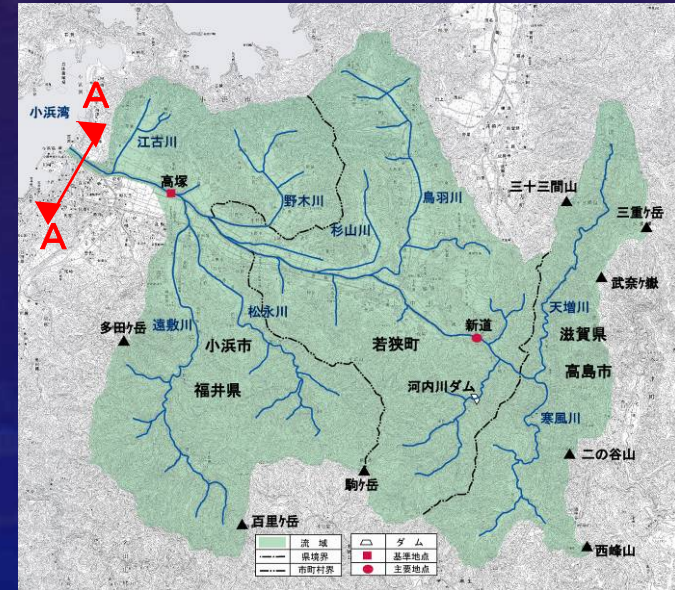 A
小浜湾
江古川
高塚
A
野木川
杉山川
鳥羽川
三十三間山
三重ケ岳
武奈ケ嶽
天増川
滋賀県
高島市
新道
若狭町
松永川
遠敷川
多田ケ岳
小浜市
福井県
河内川ダム
寒風川
二の谷山
駒ケ岳
百里ケ岳
西峰山
流 域
ダ ム
県境界
基準地点
市町村界
主要地点